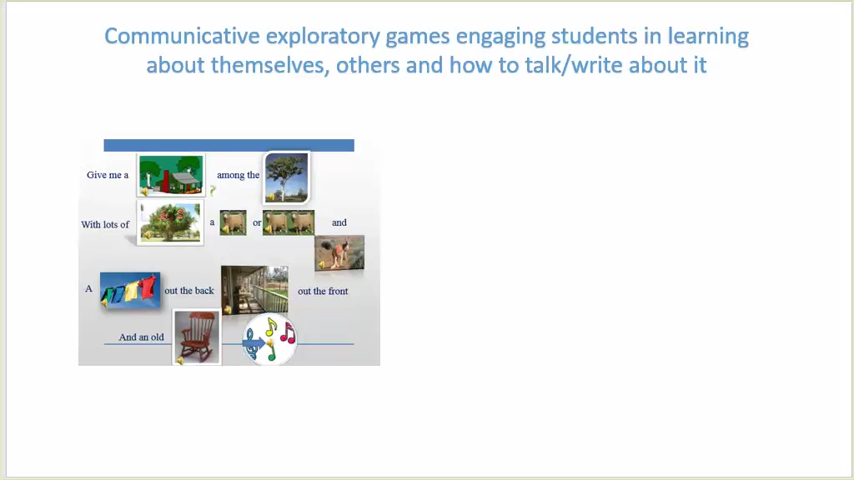 Communicative exploratory games engaging students in learning
about themselves, others and how to talk/write about it
Give me a among the
With lots of a or and
A out the back out the front
And an old